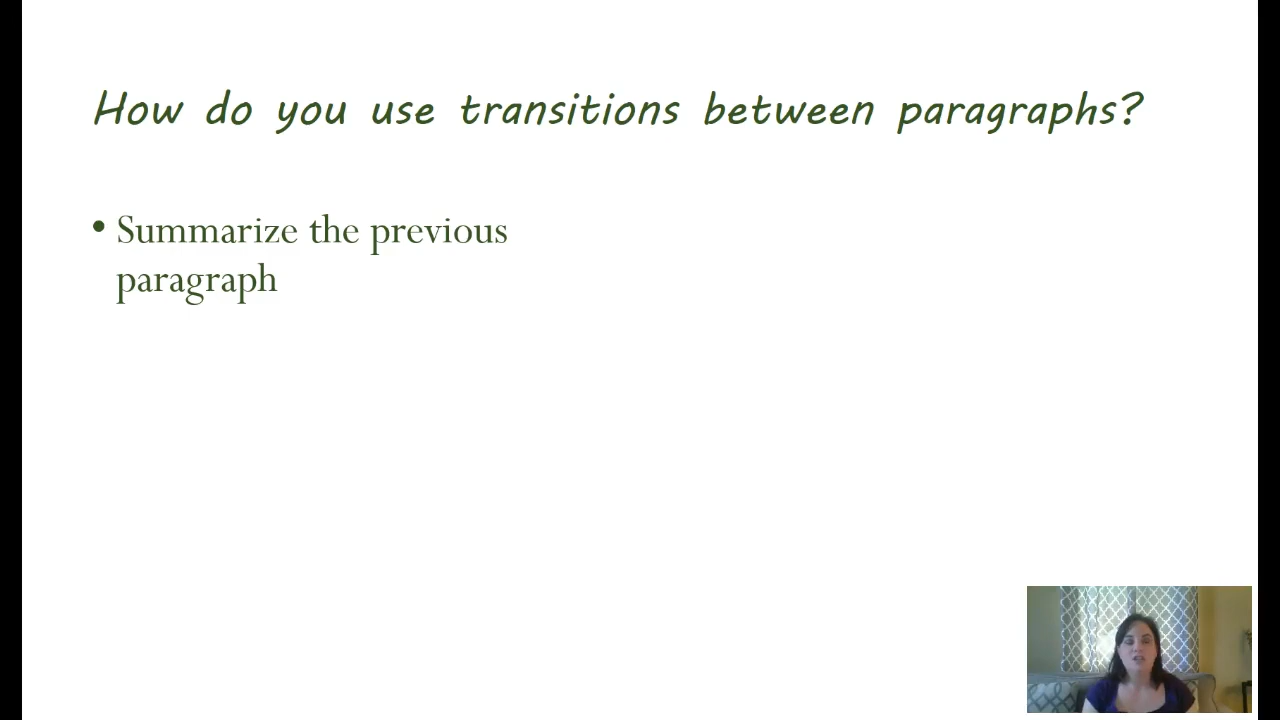 How do you use transitions between paragraphs?
• Summarize the previous
paragraph